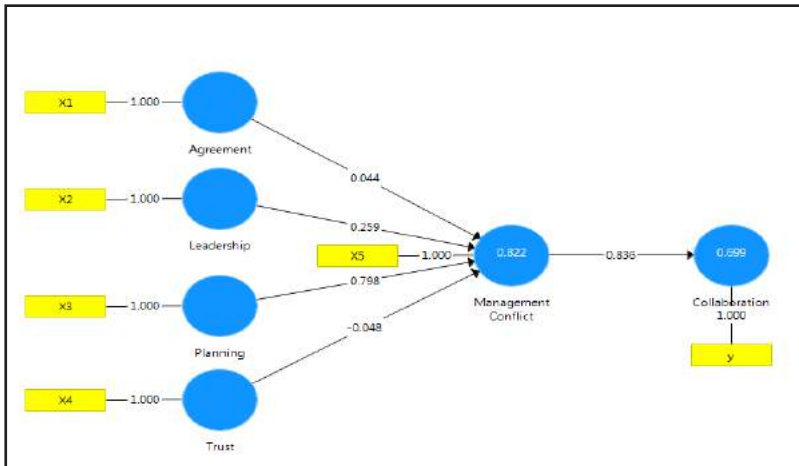 X1
1.000
Agreement
0.044
X2
1.000
Leadership
0.259
X5
1.000
0.822
0.836
0.699
0.798
Management
Conflict
Collaboration
1.000
X3
1.000
Planning
-0.048
y
X4
1.000
Trust